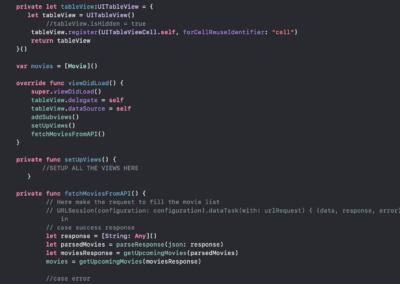 private let tableView:UITableView = {
let tableView = UITableView()
//tableView.isHidden = true
tableView.register(UITableViewCell.self, forCellReuseIdentifier: "cell")
return tableView
}()
var movies = [Movie]()
override func viewDidLoad() {
super.viewDidLoad()
tableView.delegate = self
tableView.dataSource = self
addSubviews()
setUpViews()
fetchMoviesFromAPI()
}
private func setUpViews() {
//SETUP ALL THE VIEWS HERE
}
private func fetchMoviesFromAPI() {
// Here make the request to fill the movie list
// URLSession(configuration: configuration).dataTask(with: urlRequest) { (data, response, error)
in
// case success response
let response = [String: Any]()
let parsedMovies = parseResponse(json: response)
let moviesResponse = getUpcomingMovies(parsedMovies)
movies = getUpcomingMovies(moviesResponse)
//case error